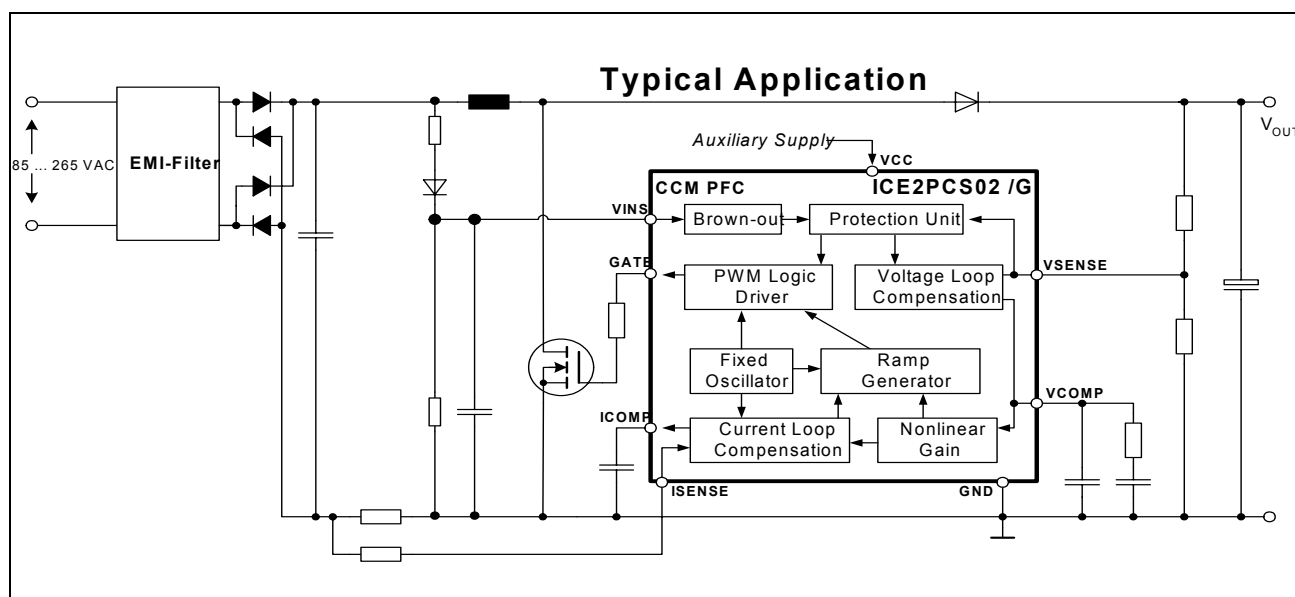 Typical Application
85 ... 265 VAC
EMI-Filter
Auxiliary Supply
VCC
VOUT
CCM PFC
ICE2PCS02 /G
VINS
Brown-out
Protection Unit
GATE
PWM Logic
Driver
Voltage Loop
Compensation
VSENSE
Fixed
Oscillator
Ramp
Generator
VCOMP
ICOMP
Current Loop
Compensation
Nonlinear
Gain
ISENSE
GND